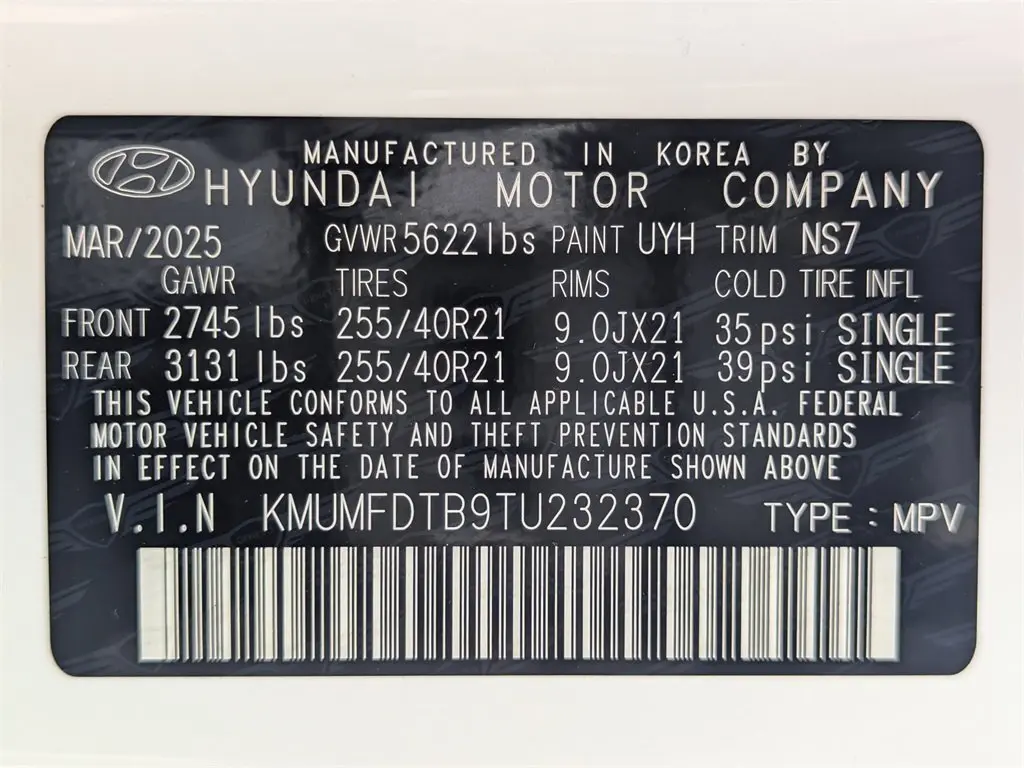 MANUFACTURED IN KOREA BY
HYUNDAI MOTOR COMPANY
MAR/2025 GVWR 5622 lbs PAINT UYH TRIM NS7
GAWR TIRES RIMS COLD TIRE INFL
FRONT 2745 lbs 255/40R21 9.0JX21 35psi SINGLE
REAR 3131 lbs 255/40R21 9.0JX21 39psi SINGLE
THIS VEHICLE CONFORMS TO ALL APPLICABLE U.S.A. FEDERAL
MOTOR VEHICLE SAFETY AND THEFT PREVENTION STANDARDS
IN EFFECT ON THE DATE OF MANUFACTURE SHOWN ABOVE
V.I.N KMUMFDTB9TU232370 TYPE : MPV